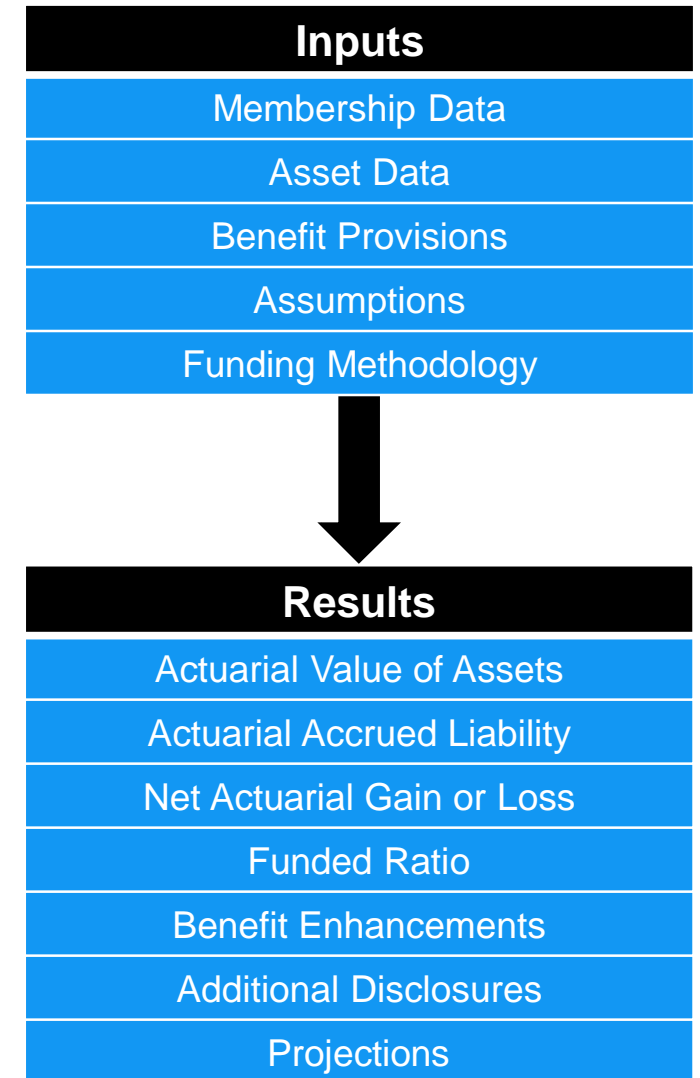 Inputs
Membership Data
Asset Data
Benefit Provisions
Assumptions
Funding Methodology
Results
Actuarial Value of Assets
Actuarial Accrued Liability
Net Actuarial Gain or Loss
Funded Ratio
Benefit Enhancements
Additional Disclosures
Projections